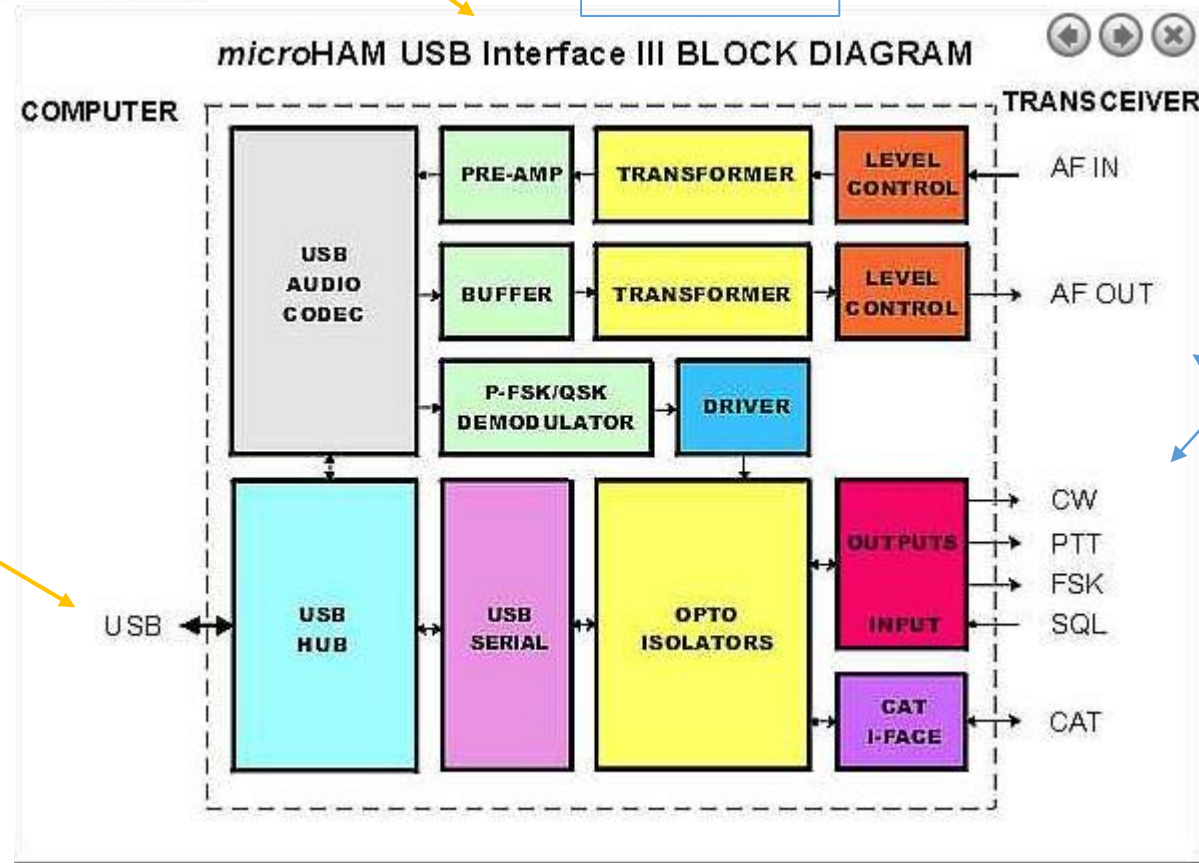 microHAM USB Interface III BLOCK DIAGRAM
COMPUTER
TRANSCEIVER
USB
AUDIO
CODEC
PRE-AMP
TRANSFORMER
LEVEL
CONTROL
AF IN
BUFFER
TRANSFORMER
LEVEL
CONTROL
AF OUT
P-FSK/QSK
DEMODULATOR
DRIVER
USB
USB
HUB
USB
SERIAL
OPTO
ISOLATORS
OUTPUTS
INPUT
CW
PTT
FSK
SQL
CAT
I-FACE
CAT